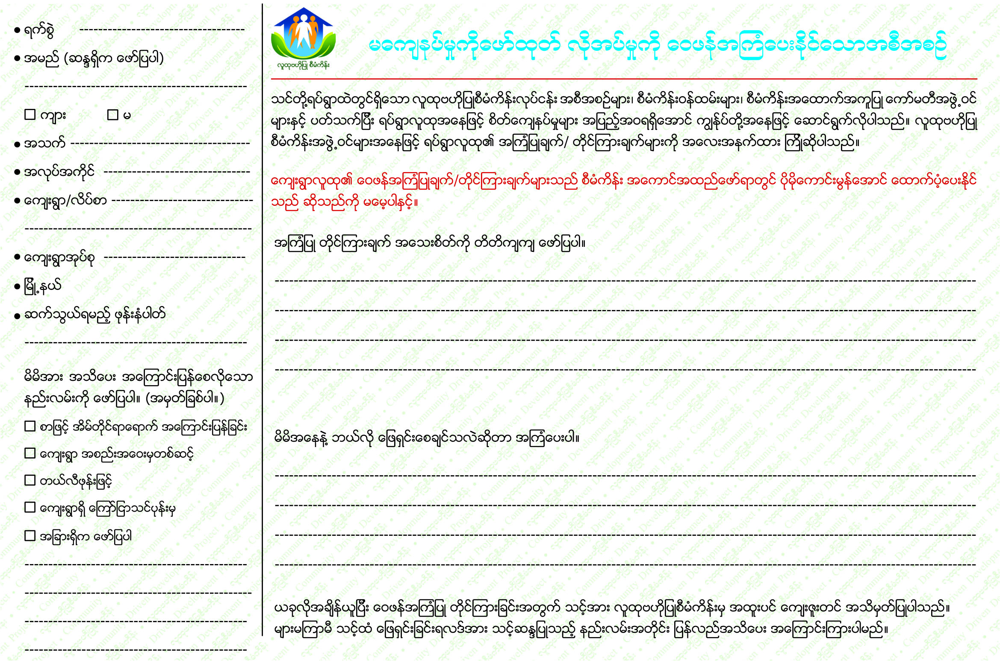 ရက်စွဲ
အမည် (ဆန္ဒရှိက ဖော်ပြပါ)
ကျား မ
အသက်
အလုပ်အကိုင်
ကျေးရွာ/လိပ်စာ
ကျေးရွာအုပ်စု
မြို့နယ်
ဆက်သွယ်ရမည့် ဖုန်းနံပါတ်
မိမိအား အသိပေး အကြောင်းပြန်စေလိုသော
နည်းလမ်းကို ဖော်ပြပါ။ (အမှတ်ခြစ်ပါ။)
စာဖြင့် အိမ်တိုင်ရာရောက် အကြောင်းပြန်ခြင်း
ကျေးရွာ အစည်းအဝေးမှတစ်ဆင့်
တယ်လီဖုန်းဖြင့်
ကျေးရွာရှိ ကြော်ငြာသင်ပုန်းမှ
အခြားရှိက ဖော်ပြပါ
လူထုဗဟိုပြု စီမံကိန်း
မကျေနပ်မှုကိုဖော်ထုတ် လိုအပ်မှုကို ဝေဖန်အကြံပေးနိုင်သောအစီအစဉ်
သင်တို့ရပ်ရွာထဲတွင်ရှိသော လူထုဗဟိုပြုစီမံကိန်းလုပ်ငန်း အစီအစဉ်များ၊ စီမံကိန်းဝန်ထမ်းများ၊ စီမံကိန်းအထောက်အကူပြု ကော်မတီအဖွဲ့ဝင်
များနှင့် ပတ်သက်ပြီး ရပ်ရွာလူထုအနေဖြင့် စိတ်ကျေနပ်မှုများ အပြည့်အဝရရှိအောင် ကျွန်ုပ်တို့အနေဖြင့် ဆောင်ရွက်လိုပါသည်။ လူထုဗဟိုပြု
စီမံကိန်းအဖွဲ့ဝင်များအနေဖြင့် ရပ်ရွာလူထု၏ အကြံပြုချက်/ တိုင်ကြားချက်များကို အလေးအနက်ထား ကြိုဆိုပါသည်။
ကျေးရွာလူထု၏ ဝေဖန်အကြံပြုချက်/တိုင်ကြားချက်များသည် စီမံကိန်း အကောင်အထည်ဖော်ရာတွင် ပိုမိုကောင်းမွန်အောင် ထောက်ပံ့ပေးနိုင်
သည် ဆိုသည်ကို မမေ့ပါနှင့်။
အကြံပြု တိုင်ကြားချက် အသေးစိတ်ကို တိတိကျကျ ဖော်ပြပါ။
မိမိအနေနဲ့ ဘယ်လို ဖြေရှင်းစေချင်သလဲဆိုတာ အကြံပေးပါ။
ယခုလိုအချိန်ယူပြီး ဝေဖန်အကြံပြု တိုင်ကြားခြင်းအတွက် သင့်အား လူထုဗဟိုပြုစီမံကိန်းမှ အထူးပင် ကျေးဇူးတင် အသိမှတ်ပြုပါသည်။
များမကြာမီ သင့်ထံ ဖြေရှင်းခြင်းရလဒ်အား သင့်ဆန္ဒပြုသည့် နည်းလမ်းအတိုင်း ပြန်လည်အသိပေး အကြောင်းကြားပါမည်။